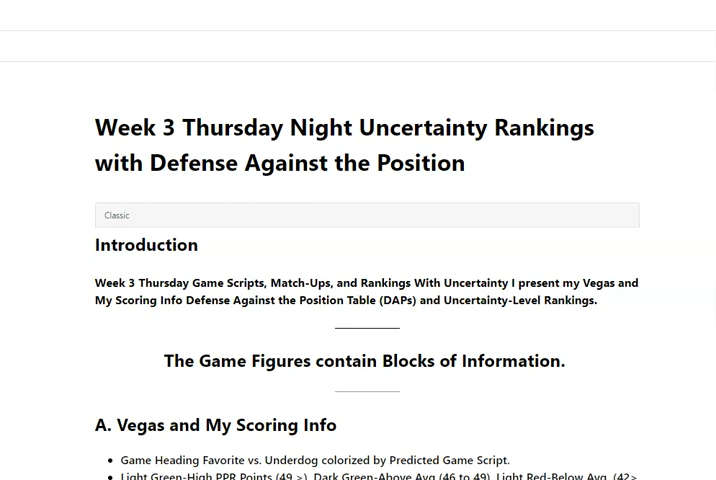 Week 3 Thursday Night Uncertainty Rankings
with Defense Against the Position
Classic
Introduction
Week 3 Thursday Game Scripts, Match-Ups, and Rankings With Uncertainty I present my Vegas and
My Scoring Info Defense Against the Position Table (DAPs) and Uncertainty-Level Rankings.
The Game Figures contain Blocks of Information.
A. Vegas and My Scoring Info
• Game Heading Favorite vs. Underdog colorized by Predicted Game Script.
• Light Green-High PPR Points (49 >), Dark Green-Above Avg (46 to 49), Light Red-Below Avg, (42>